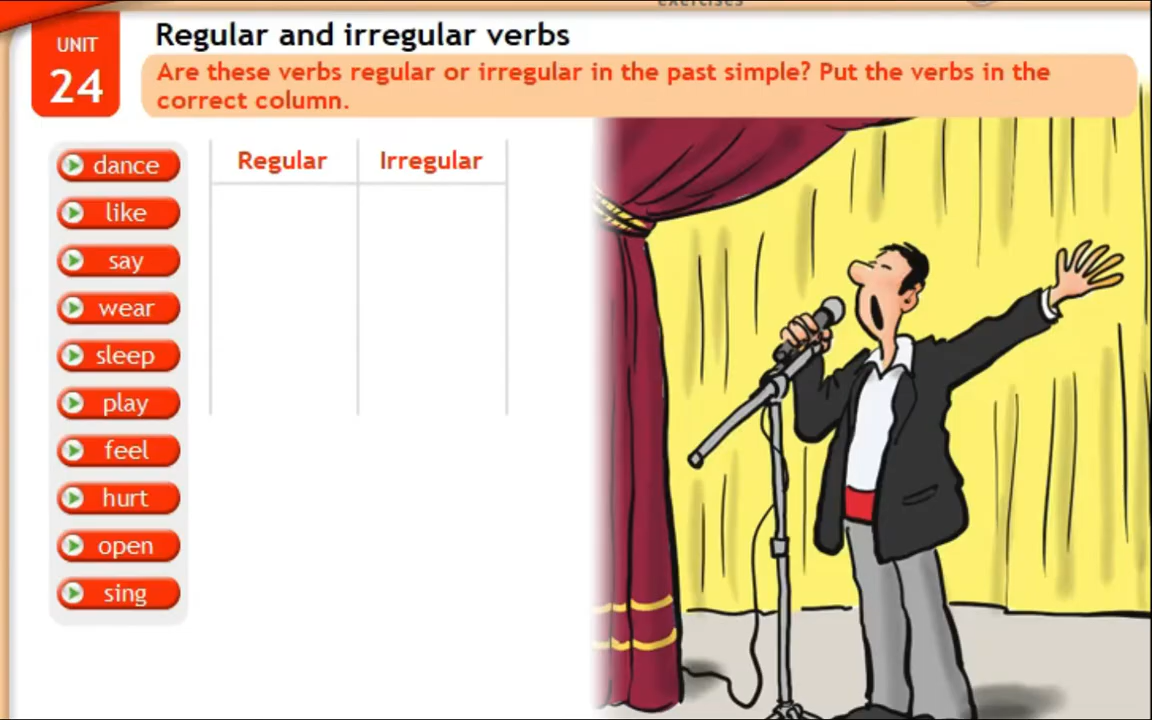 exercises
UNIT
24
Regular and irregular verbs
Are these verbs regular or irregular in the past simple? Put the verbs in the
correct column.
Regular Irregular
dance
like
say
wear
sleep
play
feel
hurt
open
sing